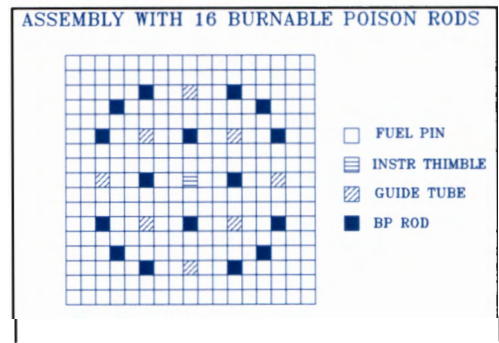 ASSEMBLY WITH 16 BURNABLE POISON RODS
FUEL PIN
INSTR THIMBLE
GUIDE TUBE
BP ROD